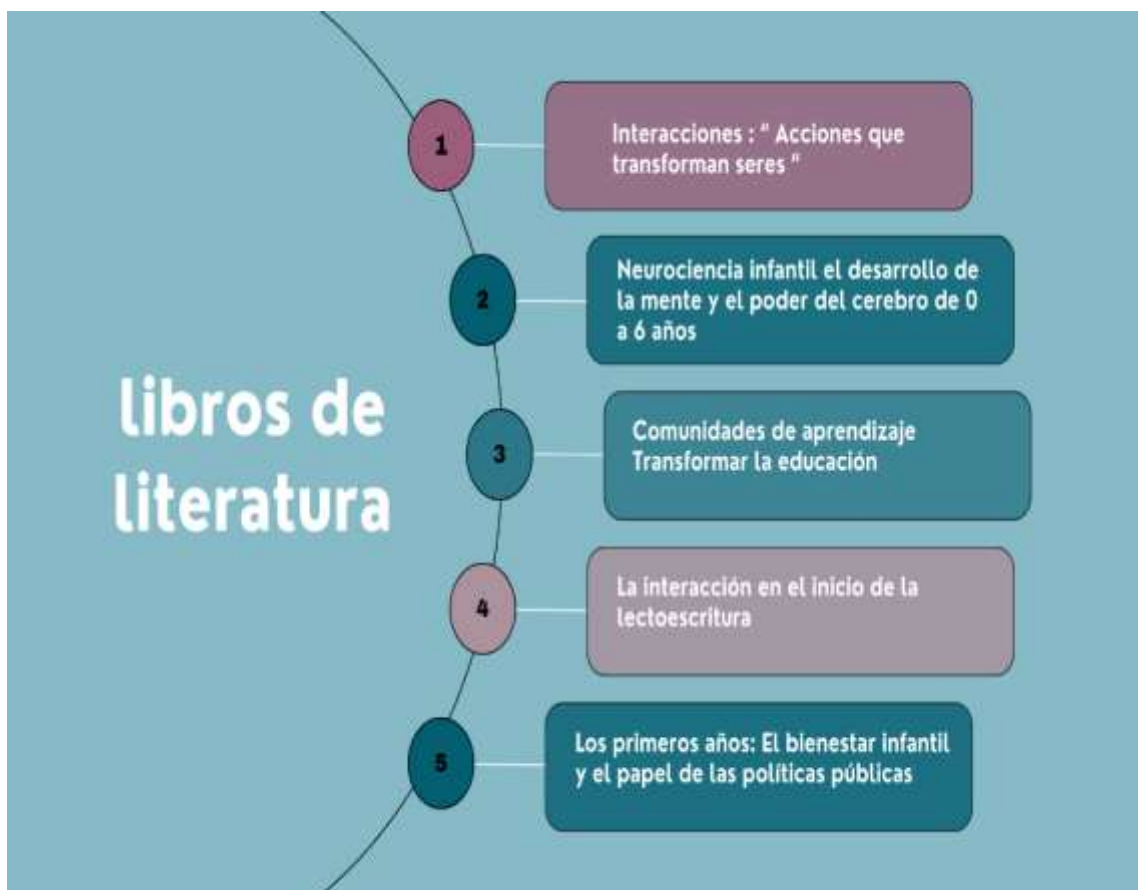 libros de
literatura
1
Interacciones : “ Acciones que
transforman seres ”
2
Neurociencia infantil el desarrollo de
la mente y el poder del cerebro de 0
a 6 años
3
Comunidades de aprendizaje
Transformar la educación
4
La interacción en el inicio de la
lectoescritura
5
Los primeros años: El bienestar infantil
y el papel de las políticas públicas